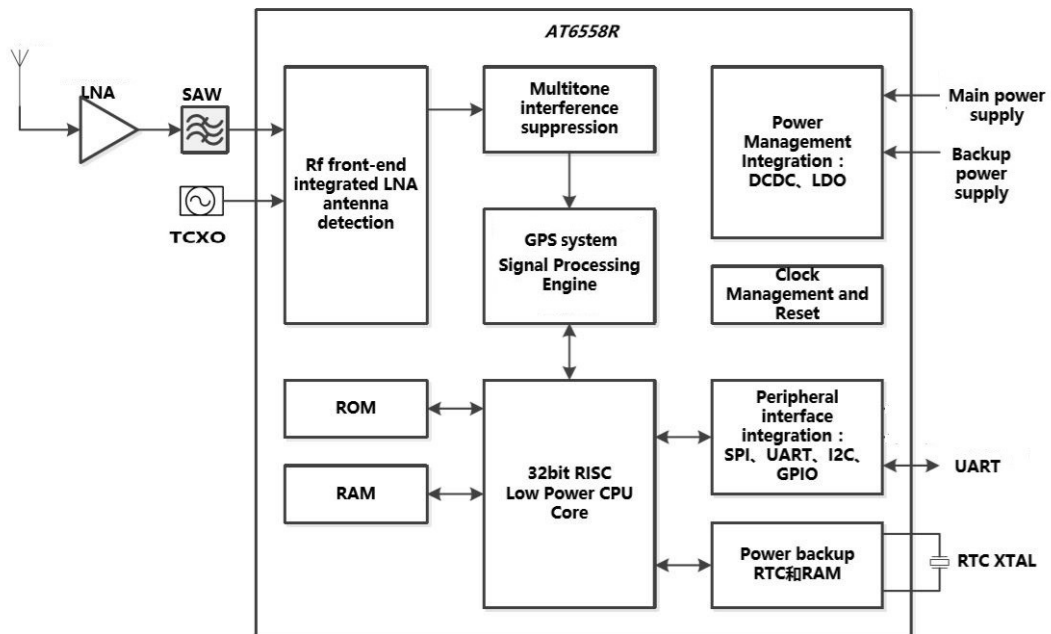 AT6558R
LNA
SAW
TCXO
Rf front-end
integrated LNA
antenna
detection
Multitone
interference
suppression
GPS system
Signal Processing
Engine
Power
Management
Integration：
DCDC、LDO
Main power
supply
Backup
power
supply
Clock
Management and
Reset
ROM
RAM
32bit RISC
Low Power CPU
Core
Peripheral
interface
integration：
SPI、UART、I2C、
GPIO
UART
Power backup
RTC和RAM
RTC XTAL